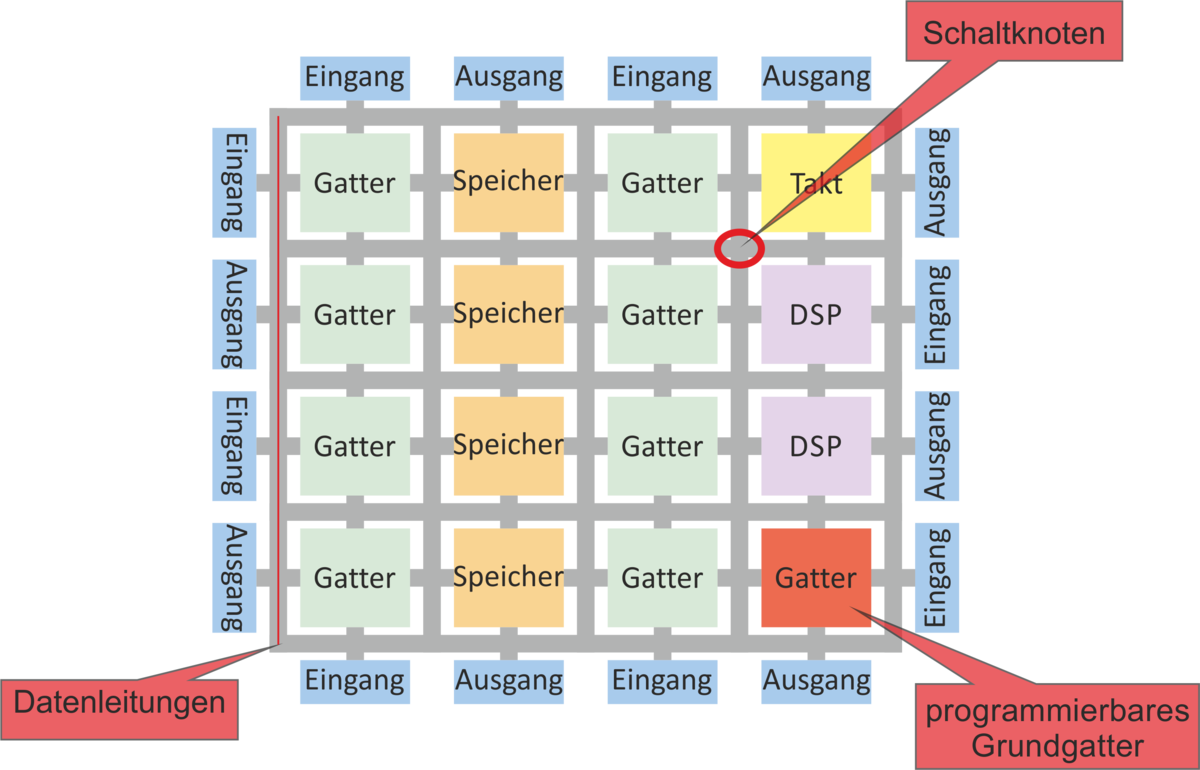 Schaltknoten
Eingang Ausgang Eingang Ausgang
Eingang Gatter Speicher Gatter Takt Ausgang
Ausgang Gatter Speicher Gatter DSP Eingang
Eingang Gatter Speicher Gatter DSP Ausgang
Ausgang Gatter Speicher Gatter Gatter Eingang
Eingang Ausgang Eingang Ausgang
Datenleitungen
programmierbares
Grundgatter